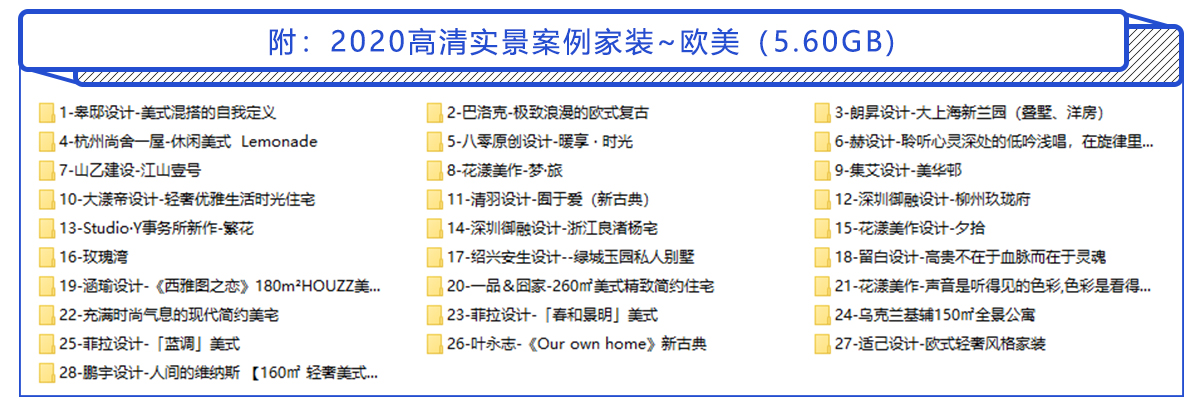 附：2020高清实景案例家装~欧美（5.60GB）
1-皋邸设计-美式混搭的自我定义
2-巴洛克-极致浪漫的欧式复古
3-朗昇设计-大上海新兰园（叠墅、洋房）
4-杭州尚舍一屋-休闲美式 Lemonade
5-八零原创设计-暖享·时光
6-赫设计-聆听心灵深处的低吟浅唱，在旋律里...
7-山乙建设-江山壹号
8-花漾美作-梦·旅
9-集艾设计-美华邨
10-大漾帝设计-轻奢优雅生活时光住宅
11-清羽设计-囿于爱（新古典）
12-深圳御融设计-柳州玖珑府
13-Studio·Y事务所新作-繁花
14-深圳御融设计-浙江良渚杨宅
15-花漾美作设计-夕拾
16-玫瑰湾
17-绍兴安生设计--绿城玉园私人别墅
18-留白设计-高贵不在于血脉而在于灵魂
19-涵瑜设计-《西雅图之恋》180m²HOUZZ美...
20-一品＆囧家-260㎡美式精致简约住宅
21-花漾美作-声音是听得见的色彩,色彩是看得...
22-充满时尚气息的现代简约美宅
23-菲拉设计-「春和景明」美式
24-乌克兰基辅150㎡全景公寓
25-菲拉设计-「蓝调」美式
26-叶永志-《Our own home》新古典
27-适己设计-欧式轻奢风格家装
28-鹏宇设计-人间的维纳斯 【160㎡ 轻奢美式...